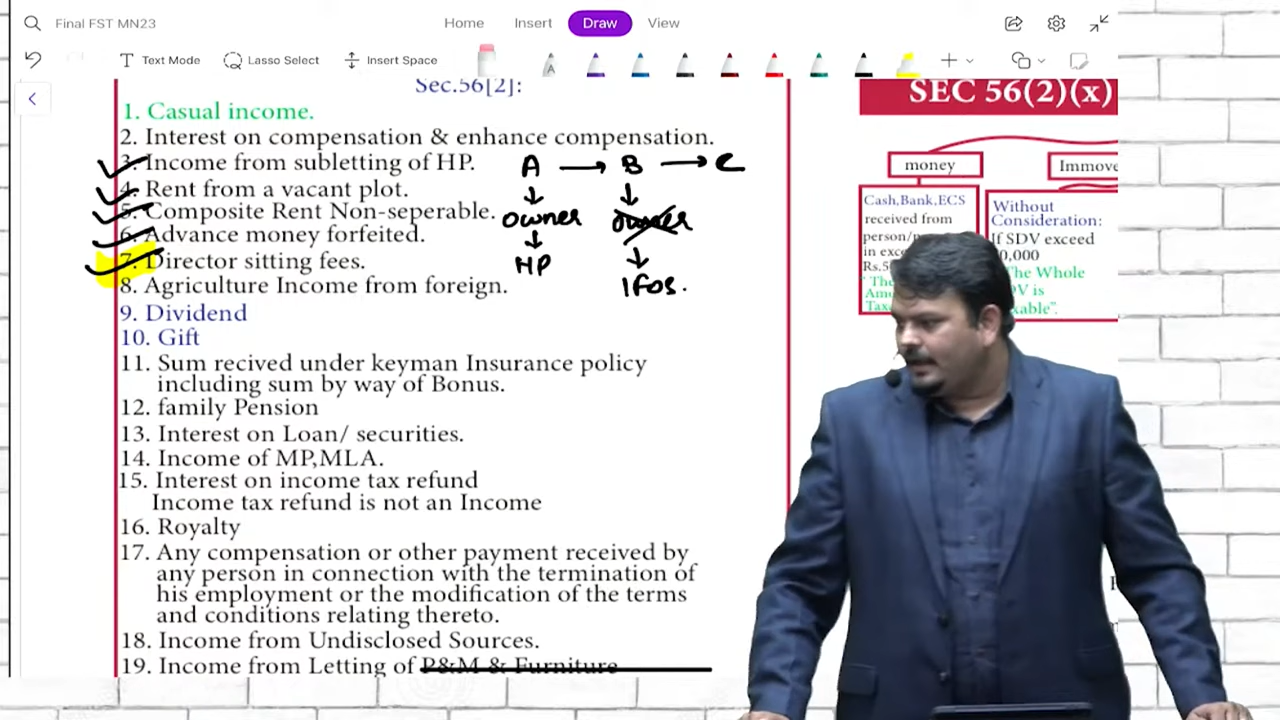 Final FST MN23
Home Insert Draw View
Text Mode Lasso Select Insert Space
Sec.56[2]:
1. Casual income.
2. Interest on compensation & enhance compensation.
3. Income from subletting of HP.
4. Rent from a vacant plot.
5. Composite Rent Non-seperable.
6. Advance money forfeited.
7. Director sitting fees.
8. Agriculture Income from foreign.
9. Dividend
10. Gift
11. Sum recived under keyman Insurance policy
including sum by way of Bonus.
12. family Pension
13. Interest on Loan/ securities.
14. Income of MP,MLA.
15. Interest on income tax refund
Income tax refund is not an Income
16. Royalty
17. Any compensation or other payment received by
any person in connection with the termination of
his employment or the modification of the terms
and conditions relating thereto.
18. Income from Undisclosed Sources.
19. Income from Letting of P&M & Furniture
A → B → C
owner owner
HP
IFOS.
SEC 56(2)(x)
money
Cash,Bank,ECS
received from
Without
Consideration:
If SDV exceed
The Whole